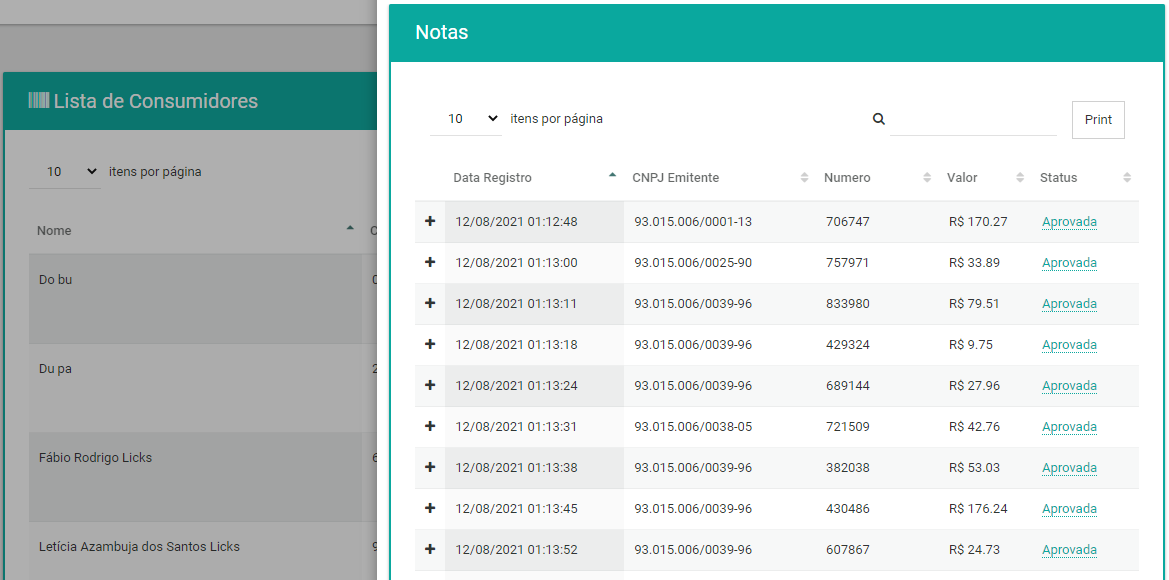 Lista de Consumidores
10 itens por página
Nome
Do bu
Du pa
Fábio Rodrigo Licks
Letícia Azambuja dos Santos Licks
Notas
10 itens por página
Print
Data Registro CNPJ Emitente Numero Valor Status
12/08/2021 01:12:48 93.015.006/0001-13 706747 R$ 170.27 Aprovada
12/08/2021 01:13:00 93.015.006/0025-90 757971 R$ 33.89 Aprovada
12/08/2021 01:13:11 93.015.006/0039-96 833980 R$ 79.51 Aprovada
12/08/2021 01:13:18 93.015.006/0039-96 429324 R$ 9.75 Aprovada
12/08/2021 01:13:24 93.015.006/0039-96 689144 R$ 27.96 Aprovada
12/08/2021 01:13:31 93.015.006/0038-05 721509 R$ 42.76 Aprovada
12/08/2021 01:13:38 93.015.006/0039-96 382038 R$ 53.03 Aprovada
12/08/2021 01:13:45 93.015.006/0039-96 430486 R$ 176.24 Aprovada
12/08/2021 01:13:52 93.015.006/0039-96 607867 R$ 24.73 Aprovada